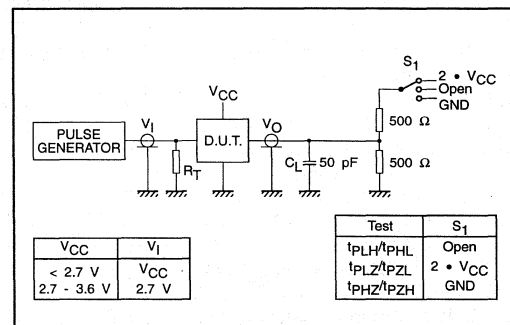 S1
2 • VCC
Open
GND
VCC
500 Ω
PULSE
GENERATOR
VI
D.U.T.
VO
RT
CL
50 pF
500 Ω
VCC VI
< 2.7 V VCC
2.7 - 3.6 V 2.7 V
Test S1
tPLH/tPHL Open
tPLZ/tPZL 2 • VCC
tPHZ/tPZH GND